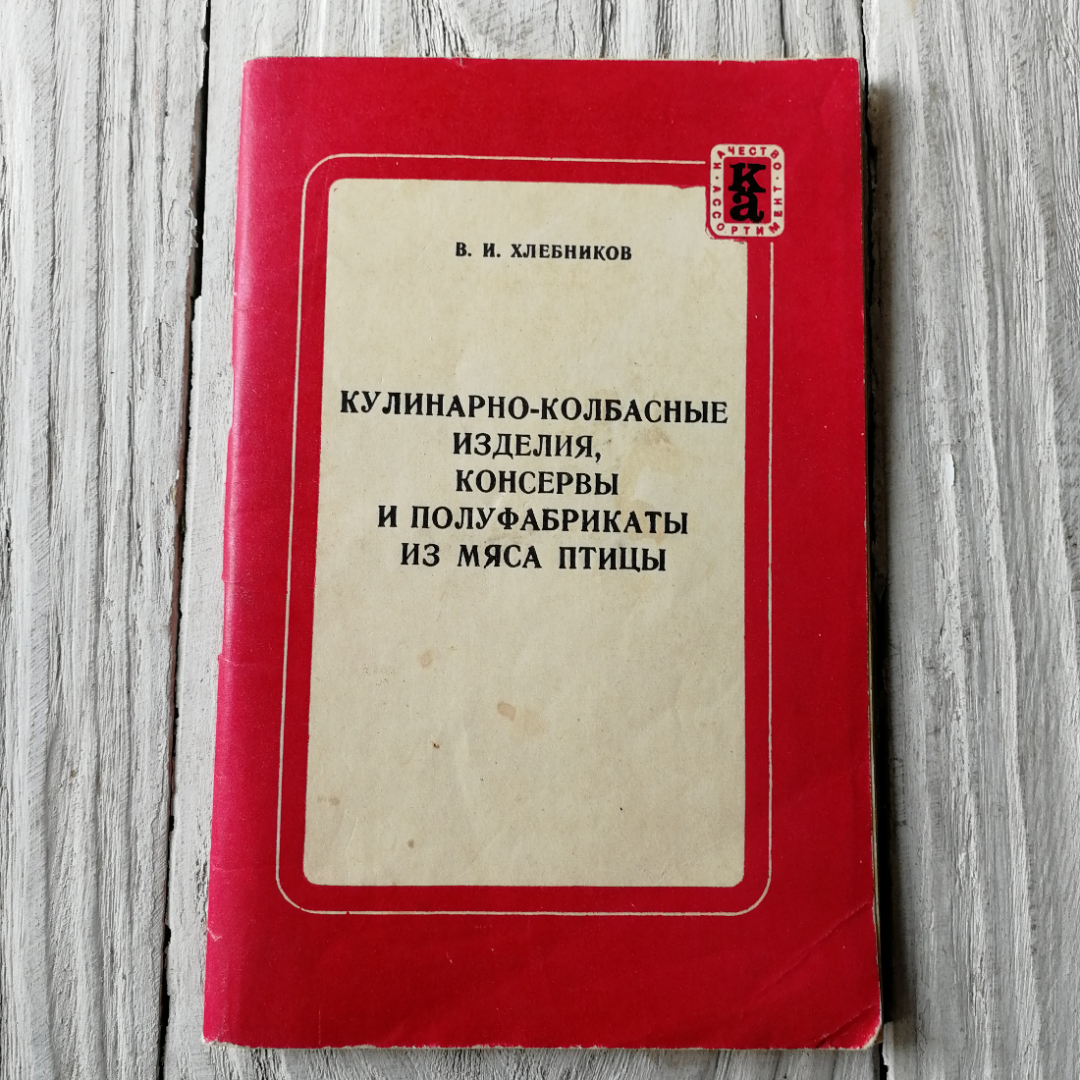 КАЧЕСТВО
Ка
АССОРТИМЕНТ
В. И. ХЛЕБНИКОВ
КУЛИНАРНО-КОЛБАСНЫЕ
ИЗДЕЛИЯ,
КОНСЕРВЫ
И ПОЛУФАБРИКАТЫ
ИЗ МЯСА ПТИЦЫ